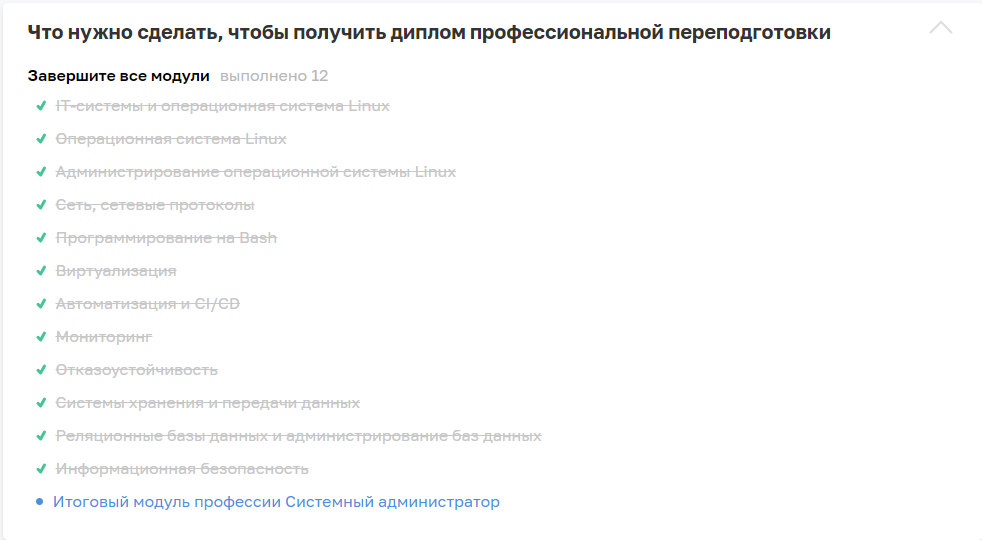 Что нужно сделать, чтобы получить диплом профессиональной переподготовки
Завершите все модули выполнено 12
IT-системы и операционная система Linux
Операционная система Linux
Администрирование операционной системы Linux
Сеть, сетевые протоколы
Программирование на Bash
Виртуализация
Автоматизация и CI/CD
Мониторинг
Отказоустойчивость
Системы хранения и передачи данных
Реляционные базы данных и администрирование баз данных
Информационная безопасность
Итоговый модуль профессии Системный администратор